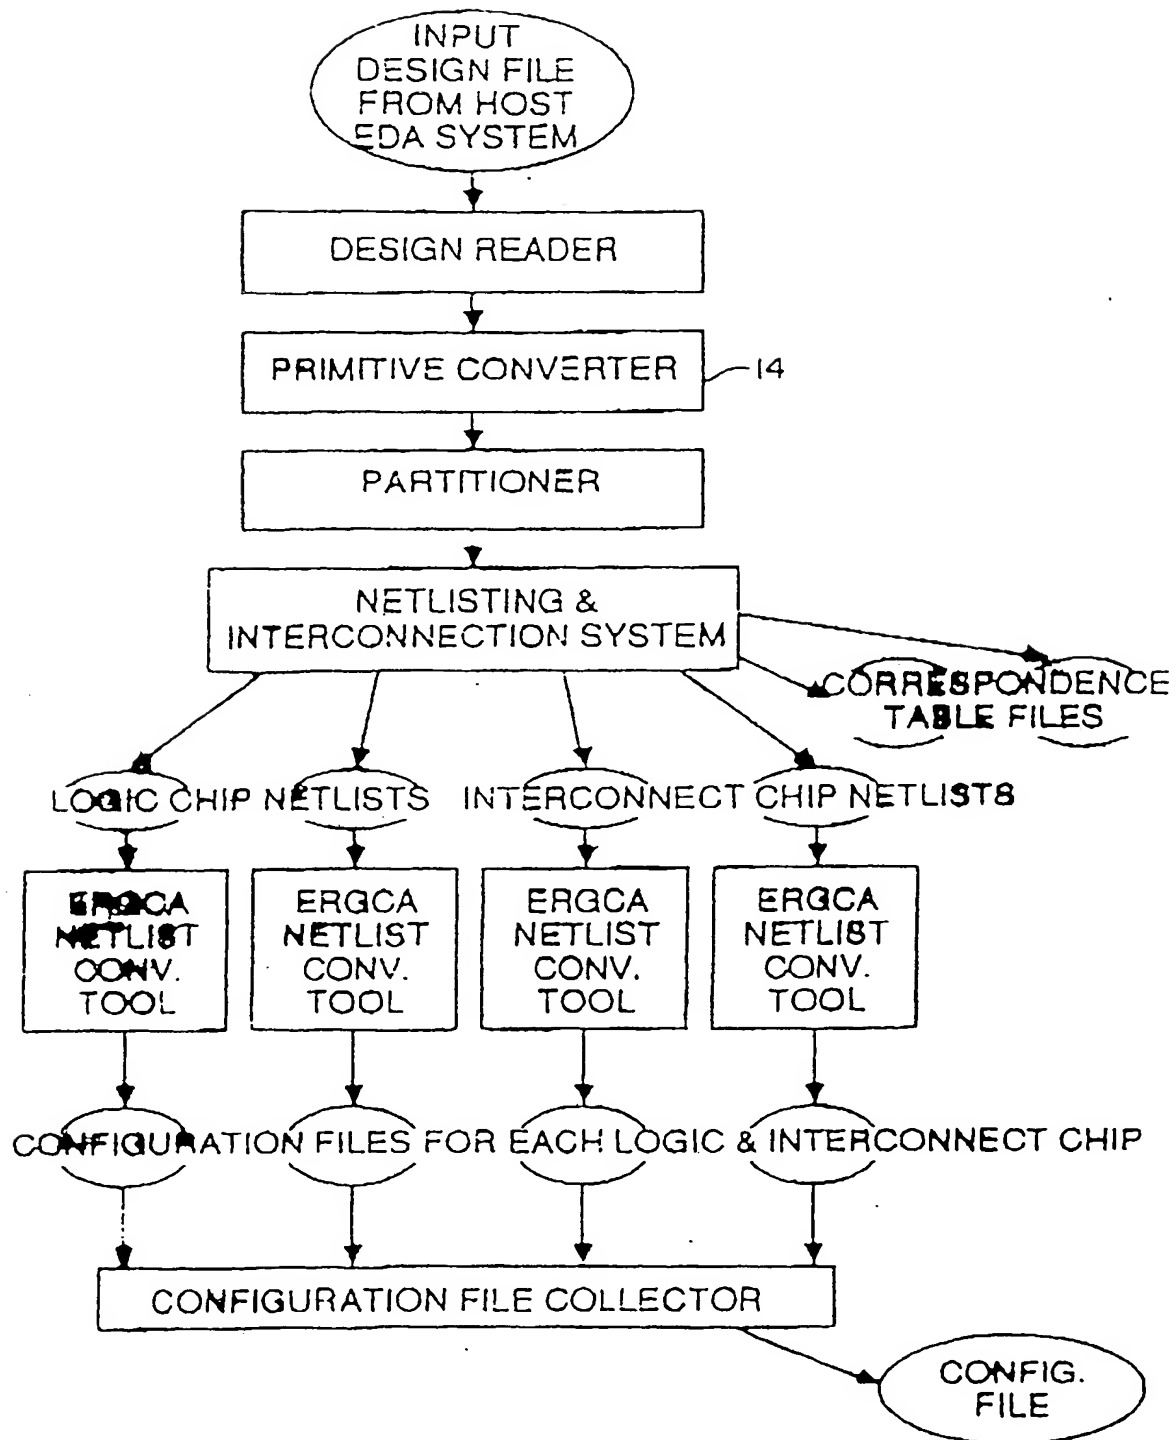 INPUT
DESIGN FILE
FROM HOST
EDA SYSTEM
DESIGN READER
PRIMITIVE CONVERTER
14
PARTITIONER
NETLISTING &
INTERCONNECTION SYSTEM
CORRESPONDENCE
TABLE FILES
LOGIC CHIP NETLISTS
INTERCONNECT CHIP NETLISTS
ERGCA
NETLIST
CONV.
TOOL
ERGCA
NETLIST
CONV.
TOOL
ERGCA
NETLIST
CONV.
TOOL
ERGCA
NETLIST
CONV.
TOOL
CONFIGURATION FILES FOR EACH LOGIC & INTERCONNECT CHIP
CONFIGURATION FILE COLLECTOR
CONFIG.
FILE